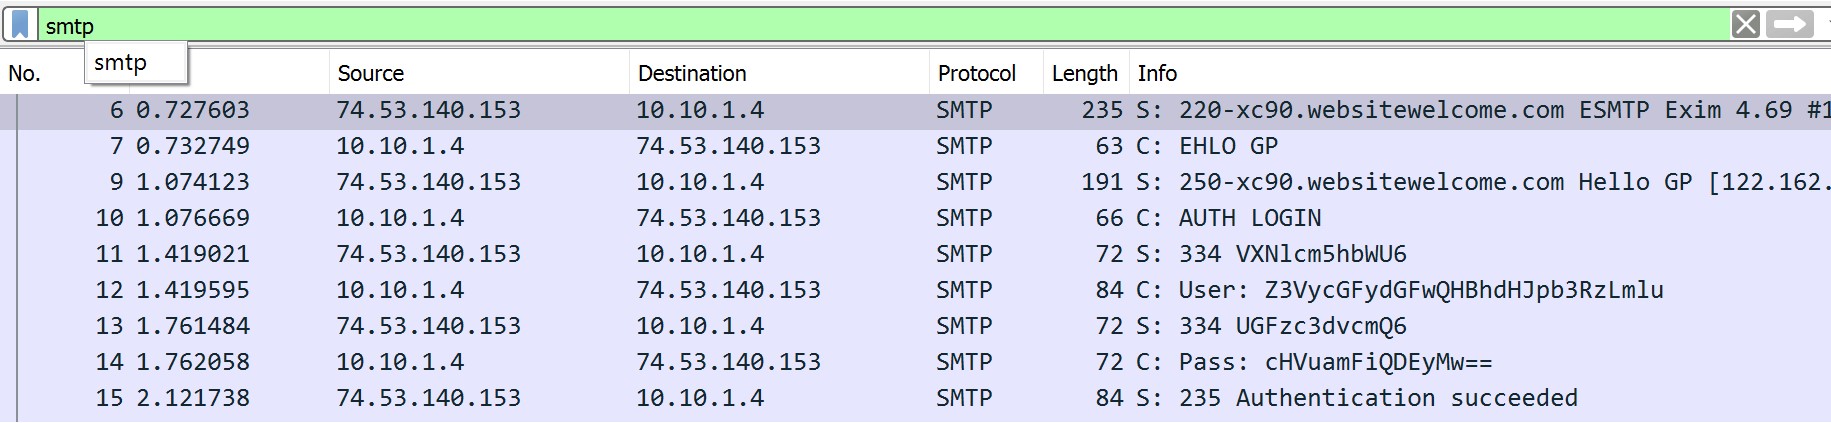 smtp
smtp
No. Source Destination Protocol Length Info
6 0.727603 74.53.140.153 10.10.1.4 SMTP 235 S: 220-xc90.websitewelcome.com ESMTP Exim 4.69 #1
7 0.732749 10.10.1.4 74.53.140.153 SMTP 63 C: EHLO GP
9 1.074123 74.53.140.153 10.10.1.4 SMTP 191 S: 250-xc90.websitewelcome.com Hello GP [122.162.
10 1.076669 10.10.1.4 74.53.140.153 SMTP 66 C: AUTH LOGIN
11 1.419021 74.53.140.153 10.10.1.4 SMTP 72 S: 334 VXNlcm5hbWU6
12 1.419595 10.10.1.4 74.53.140.153 SMTP 84 C: User: Z3VycGFydGFwQHBhdHJpb3RzLmlu
13 1.761484 74.53.140.153 10.10.1.4 SMTP 72 S: 334 UGFzc3dvcmQ6
14 1.762058 10.10.1.4 74.53.140.153 SMTP 72 C: Pass: cHVuamFiQDEyMw==
15 2.121738 74.53.140.153 10.10.1.4 SMTP 84 S: 235 Authentication succeeded